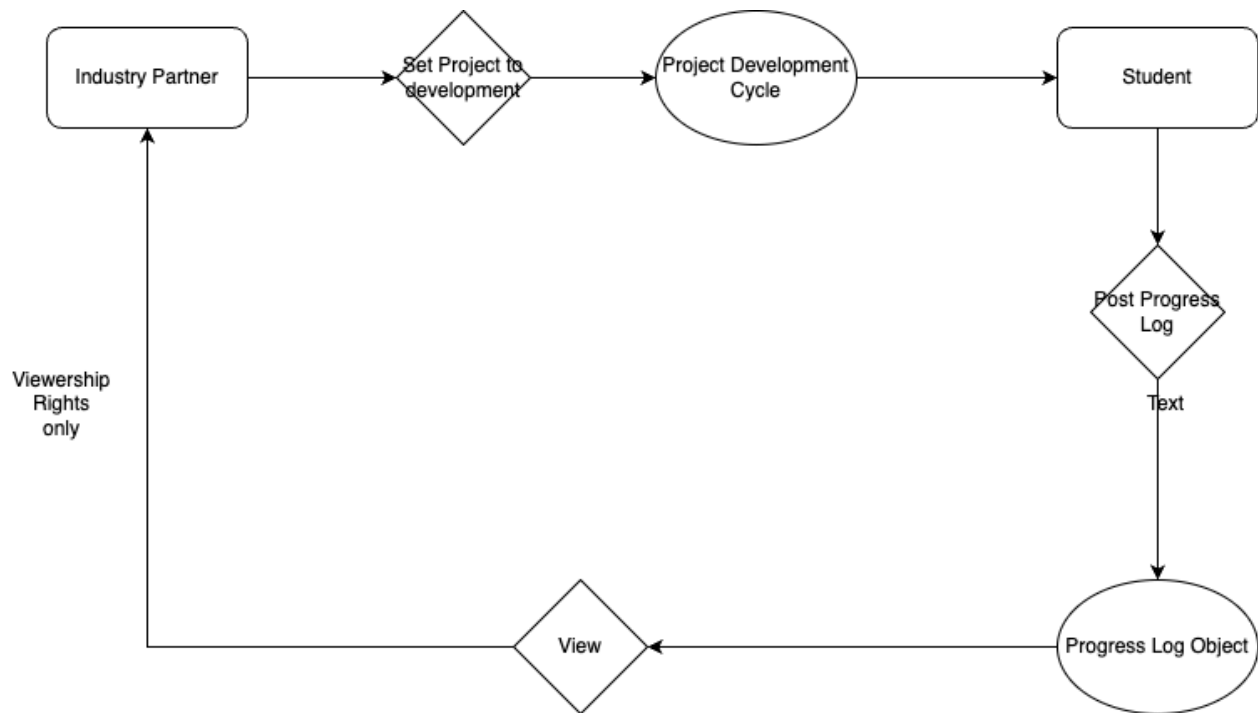 Industry Partner
Set Project to
development
Project Development
Cycle
Student
Post Progress
Log
Viewership
Rights
only
Text
View
Progress Log Object